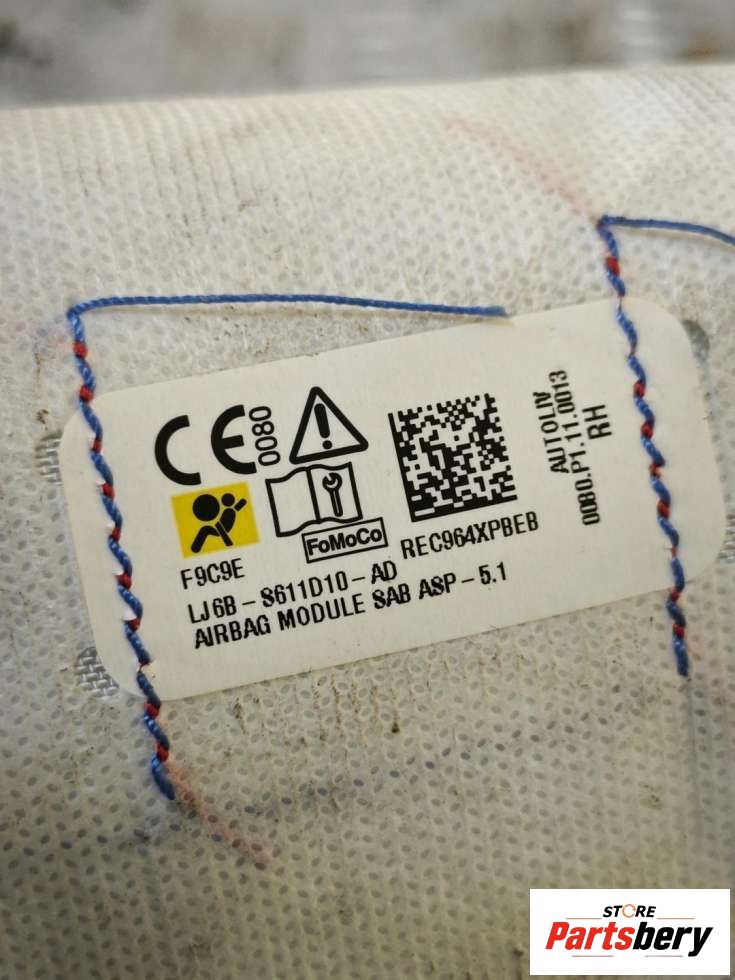 CE 0080
FoMoCo
F9C9E
REC964XPBEB
LJ6B - S611D10 - AD
AIRBAG MODULE SAB ASP - 5.1
AUTOLIV
0080.P1.11.0013
RH
STORE
Partsbery